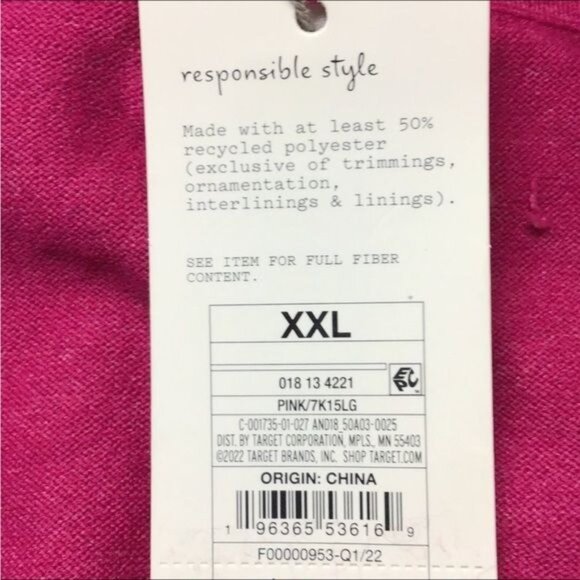 responsible style
Made with at least 50%
recycled polyester
(exclusive of trimmings,
ornamentation,
interlinings & linings).
SEE ITEM FOR FULL FIBER
CONTENT.
XXL
018 13 4221
EPC
PINK/7K15LG
C-001735-01-027 AND18_50A03-0025
DIST. BY TARGET CORPORATION, MPLS., MN 55403
©2022 TARGET BRANDS, INC. SHOP TARGET.COM
ORIGIN: CHINA
1 96365 53616 9
F00000953-Q1/22